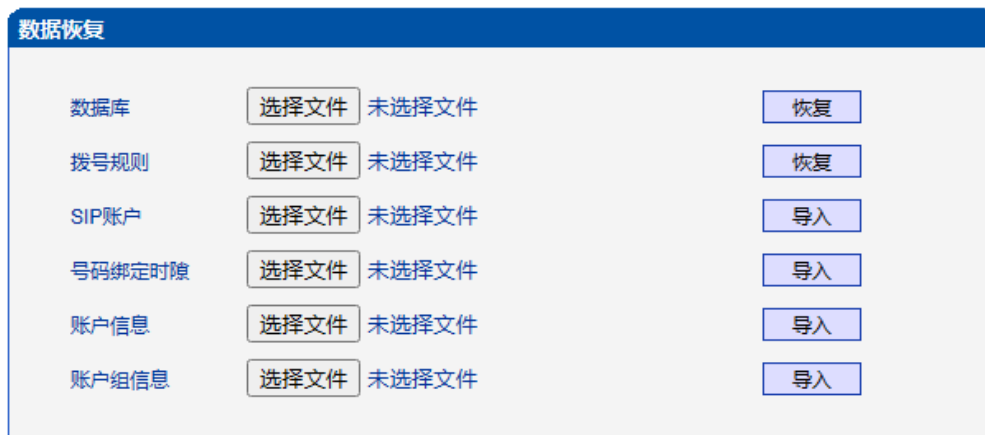 数据恢复
数据库 选择文件 未选择文件 恢复
拨号规则 选择文件 未选择文件 恢复
SIP账户 选择文件 未选择文件 导入
号码绑定时隙 选择文件 未选择文件 导入
账户信息 选择文件 未选择文件 导入
账户组信息 选择文件 未选择文件 导入